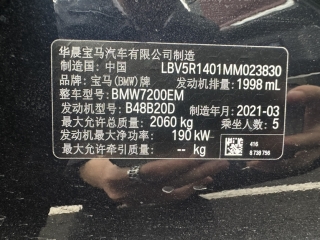 华晨宝马汽车有限公司制造
制造国：中国 LBV5R1401MM023830
品牌：宝马(BMW)牌 发动机排量：1998 mL
整车型号：BMW7200EM
发动机型号：B48B20D 制造年月：2021-03
最大允许总质量：2060 kg 乘坐人数：5
发动机最大净功率：190 kW
最大允许牵引质量：-- kg
416
6 736 756